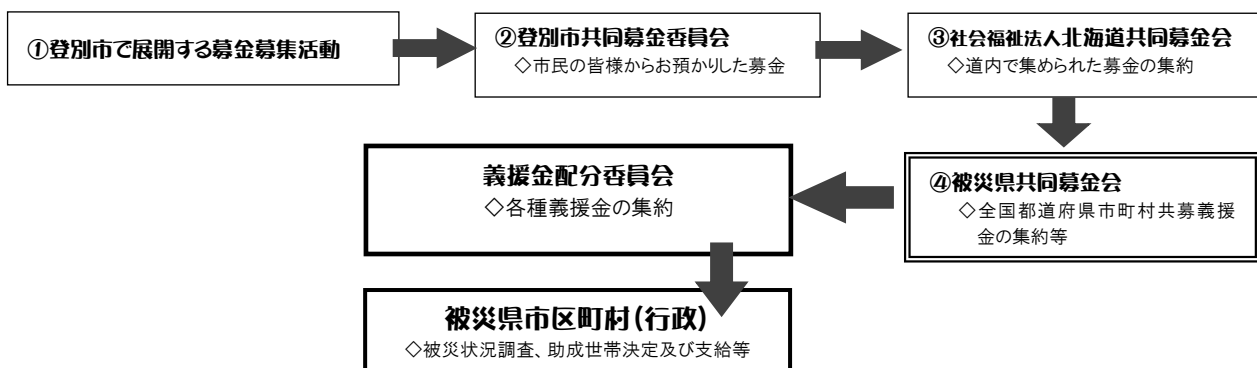 ①登別市で展開する募金募集活動
②登別市共同募金委員会
◇市民の皆様からお預かりした募金
③社会福祉法人北海道共同募金会
◇道内で集められた募金の集約
④被災県共同募金会
◇全国都道府県市町村共募義援
金の集約等
義援金配分委員会
◇各種義援金の集約
被災県市区町村(行政)
◇被災状況調査、助成世帯決定及び支給等